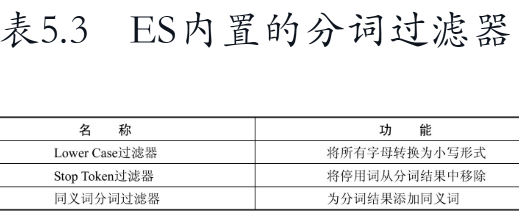 表5.3 ES内置的分词过滤器
名 称 功 能
Lower Case过滤器 将所有字母转换为小写形式
Stop Token过滤器 将停用词从分词结果中移除
同义词分词过滤器 为分词结果添加同义词